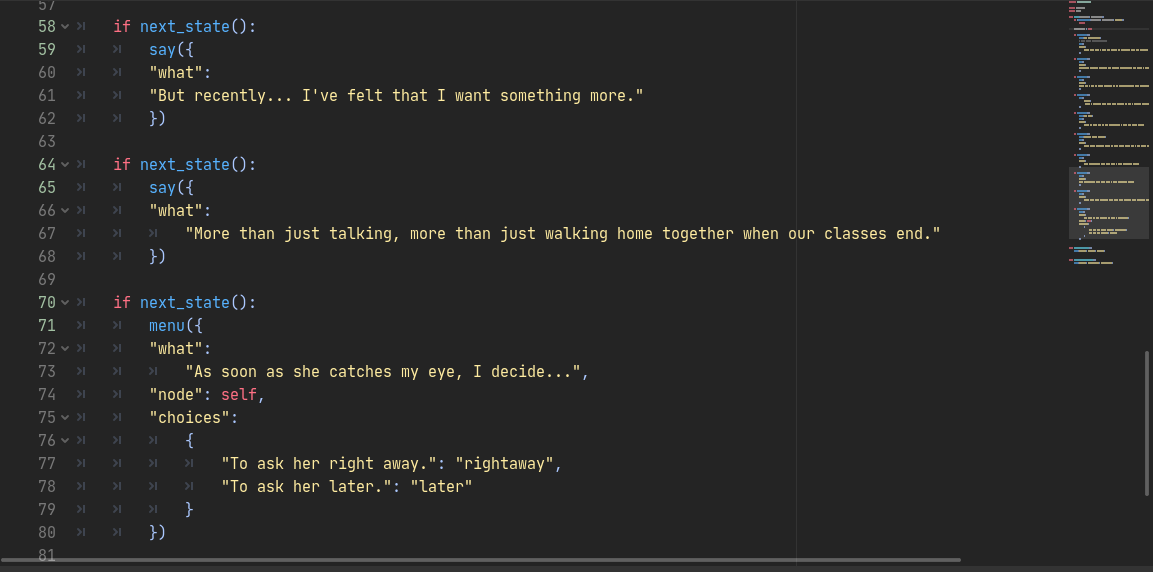 57
58 if next_state():
59 say({
60 "what":
61 "But recently... I've felt that I want something more."
62 })
63
64 if next_state():
65 say({
66 "what":
67 "More than just talking, more than just walking home together when our classes end."
68 })
69
70 if next_state():
71 menu({
72 "what":
73 "As soon as she catches my eye, I decide...",
74 "node": self,
75 "choices":
76 {
77 "To ask her right away.": "rightaway",
78 "To ask her later.": "later"
79 }
80 })
81